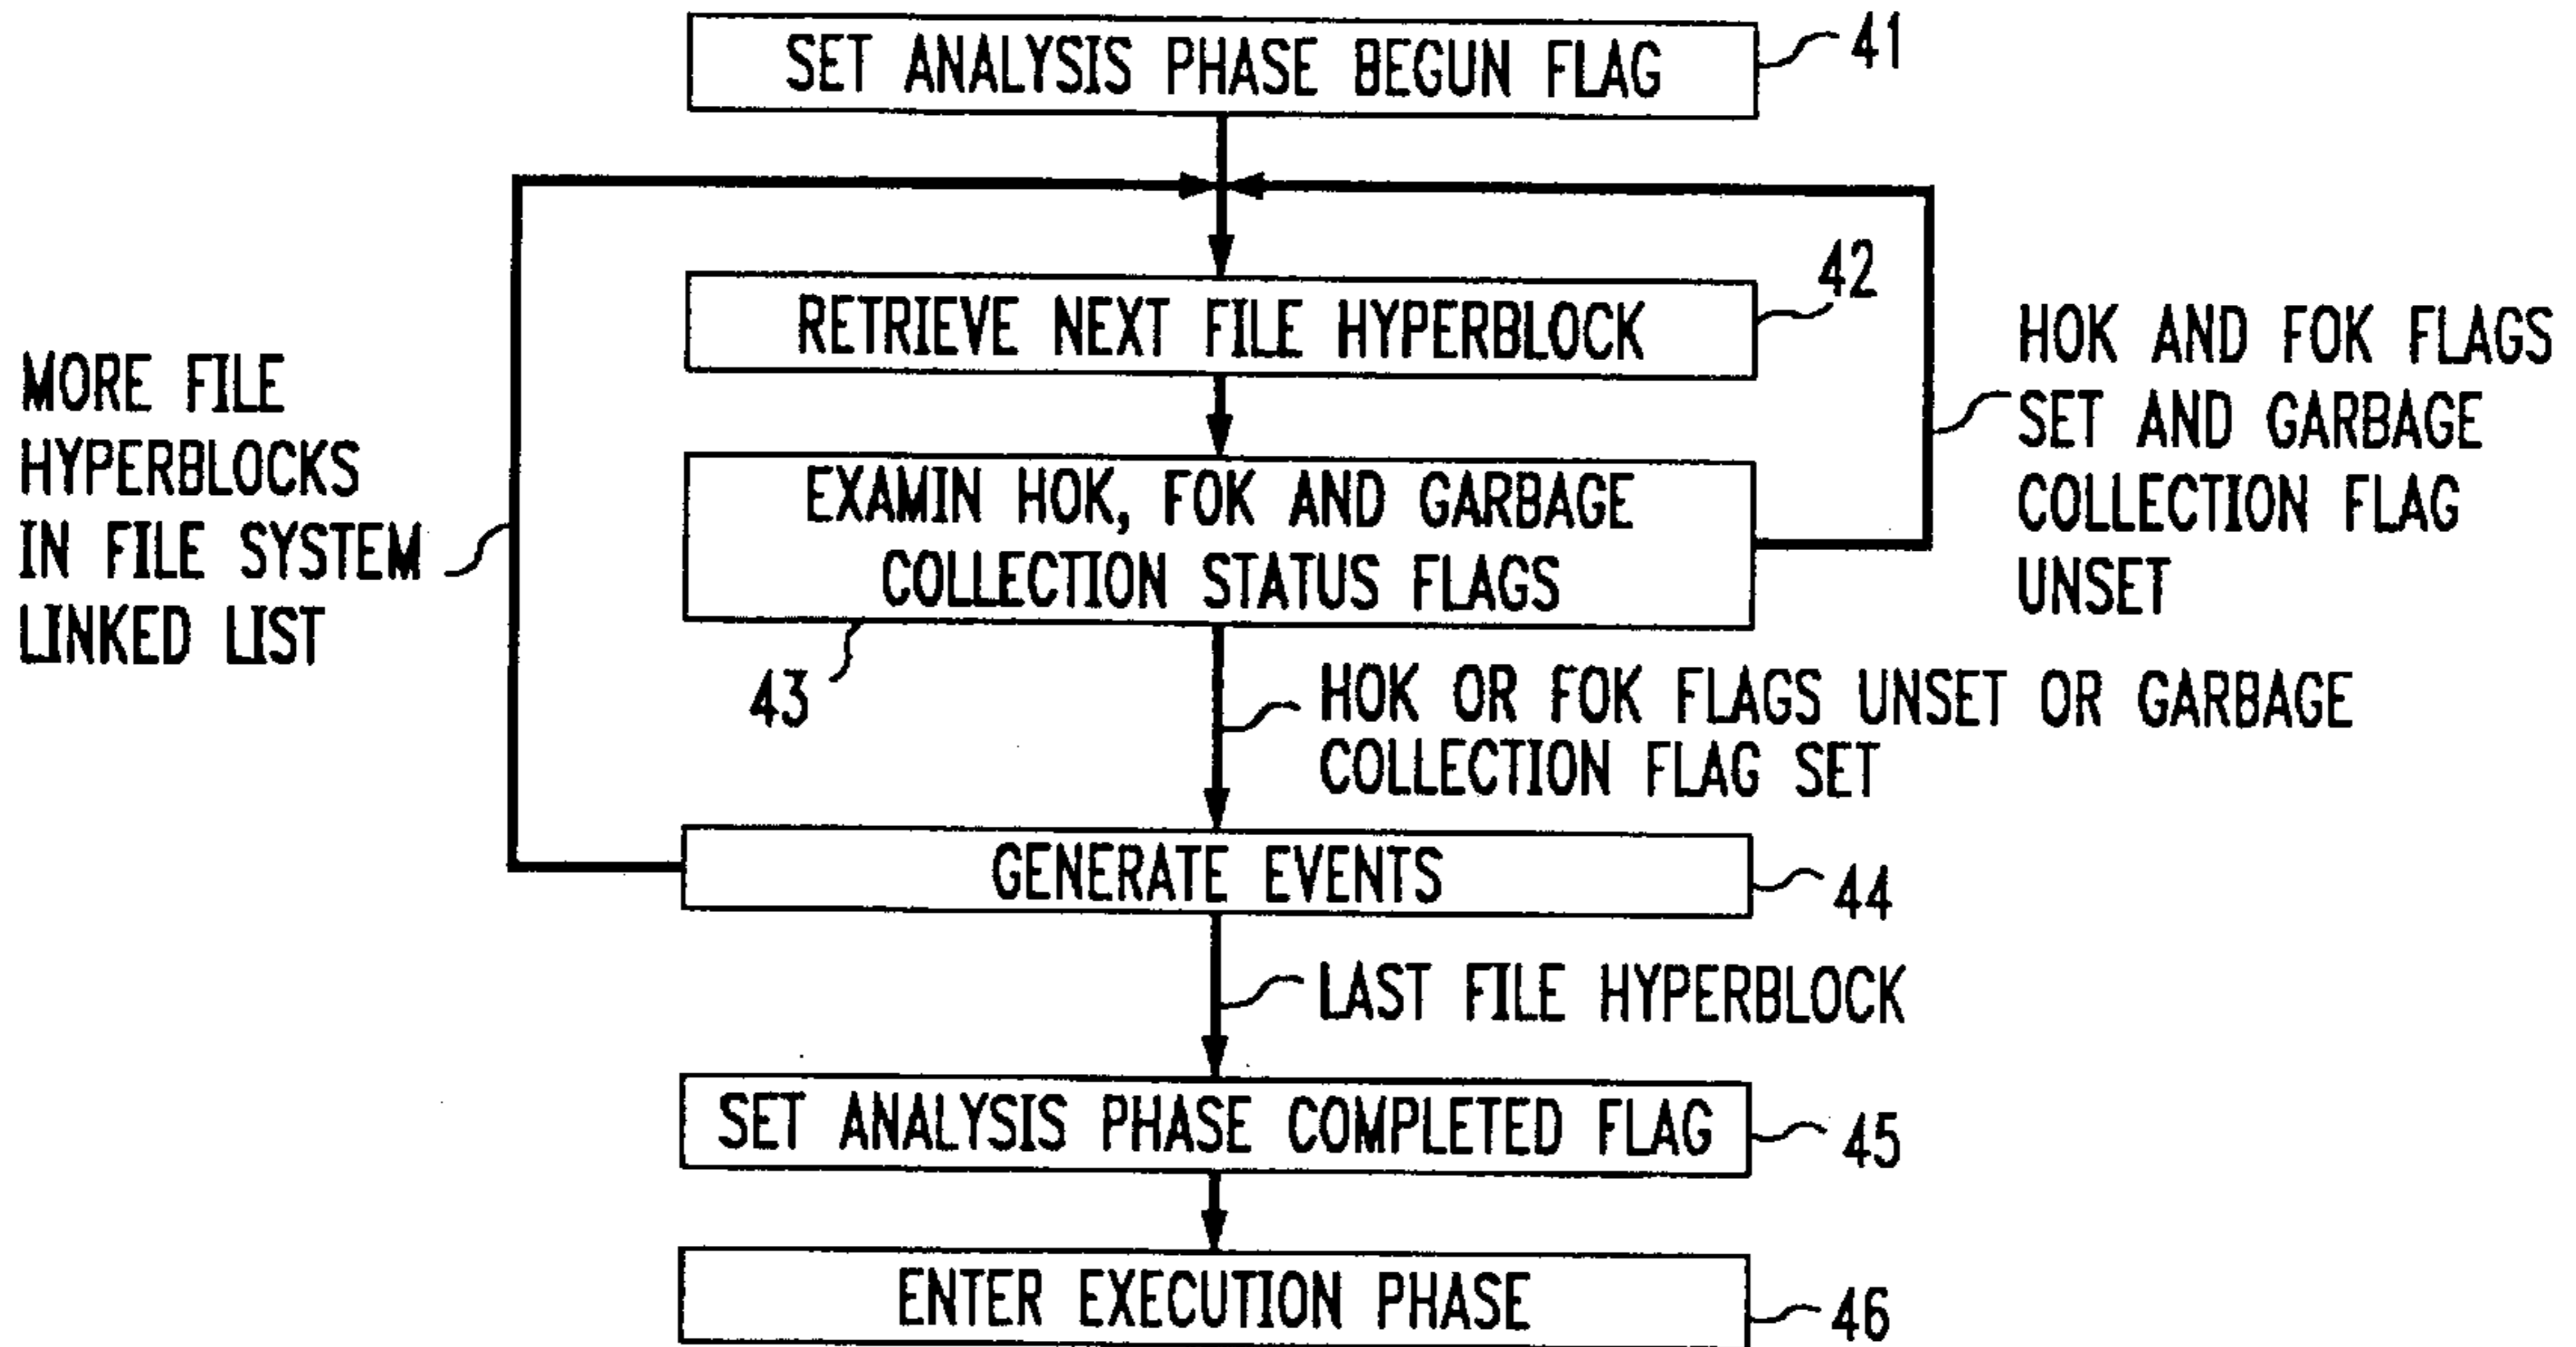 SET ANALYSIS PHASE BEGUN FLAG
41
RETRIEVE NEXT FILE HYPERBLOCK
42
MORE FILE
HYPERBLOCKS
IN FILE SYSTEM
LINKED LIST
HOK AND FOK FLAGS
SET AND GARBAGE
COLLECTION FLAG
UNSET
EXAMIN HOK, FOK AND GARBAGE
COLLECTION STATUS FLAGS
43
HOK OR FOK FLAGS UNSET OR GARBAGE
COLLECTION FLAG SET
GENERATE EVENTS
44
LAST FILE HYPERBLOCK
SET ANALYSIS PHASE COMPLETED FLAG
45
ENTER EXECUTION PHASE
46